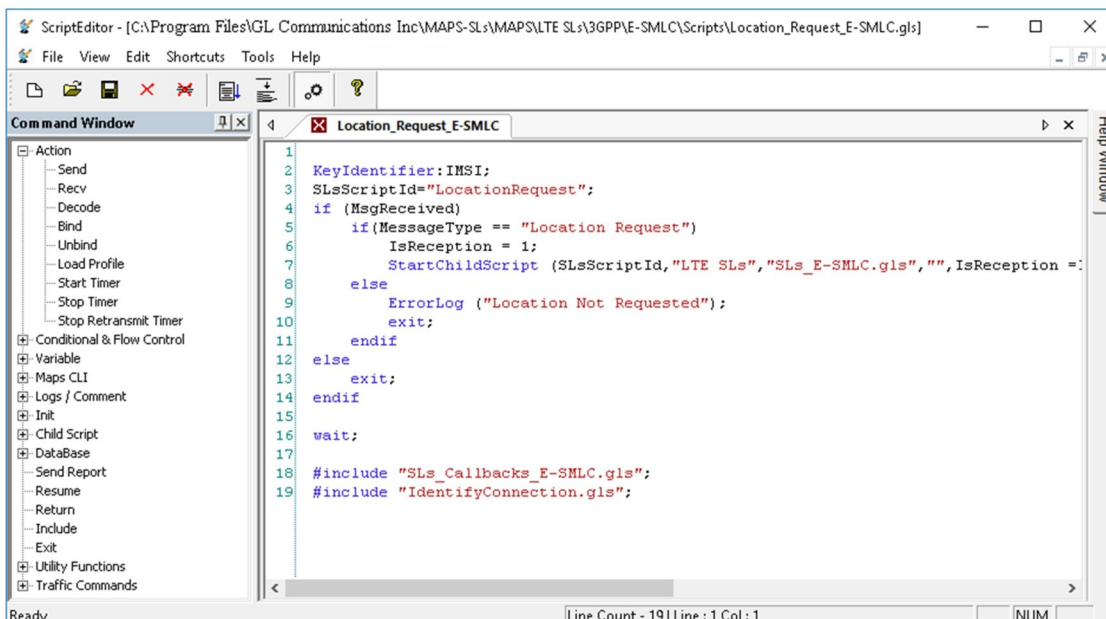 ScriptEditor - [C:\Program Files\GL Communications Inc\MAPS-SLs\MAPS\LTE SLs\3GPP\E-SMLC\Scripts\Location_Request_E-SMLC.gls]
File View Edit Shortcuts Tools Help
Command Window
Location_Request_E-SMLC
Help Window
Action
Send
Recv
Decode
Bind
Unbind
Load Profile
Start Timer
Stop Timer
Stop Retransmit Timer
Conditional & Flow Control
Variable
Maps CLI
Logs / Comment
Init
Child Script
DataBase
Send Report
Resume
Return
Include
Exit
Utility Functions
Traffic Commands
1
2 KeyIdentifier:IMSI;
3 SLsScriptId="LocationRequest";
4 if (MsgReceived)
5 if(MessageType == "Location Request")
6 IsReception = 1;
7 StartChildScript (SLsScriptId,"LTE SLs","SLs_E-SMLC.gls","",IsReception =
8 else
9 ErrorLog ("Location Not Requested");
10 exit;
11 endif
12 else
13 exit;
14 endif
15
16 wait;
17
18 #include "SLs_Callbacks_E-SMLC.gls";
19 #include "IdentifyConnection.gls";
Ready
Line Count - 19 | Line : 1 Col : 1
NUM